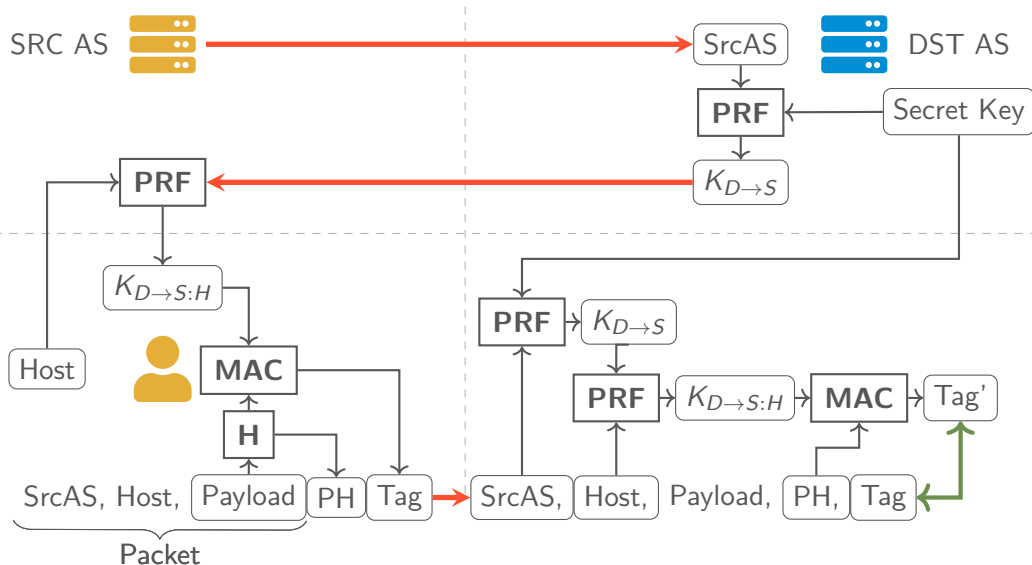 SRC AS
SrcAS
DST AS
PRF
Secret Key
PRF
K_{D→S}
K_{D→S:H}
PRF
K_{D→S}
Host
MAC
PRF
K_{D→S:H}
MAC
Tag'
H
SrcAS, Host, Payload PH Tag
SrcAS, Host, Payload, PH, Tag
Packet